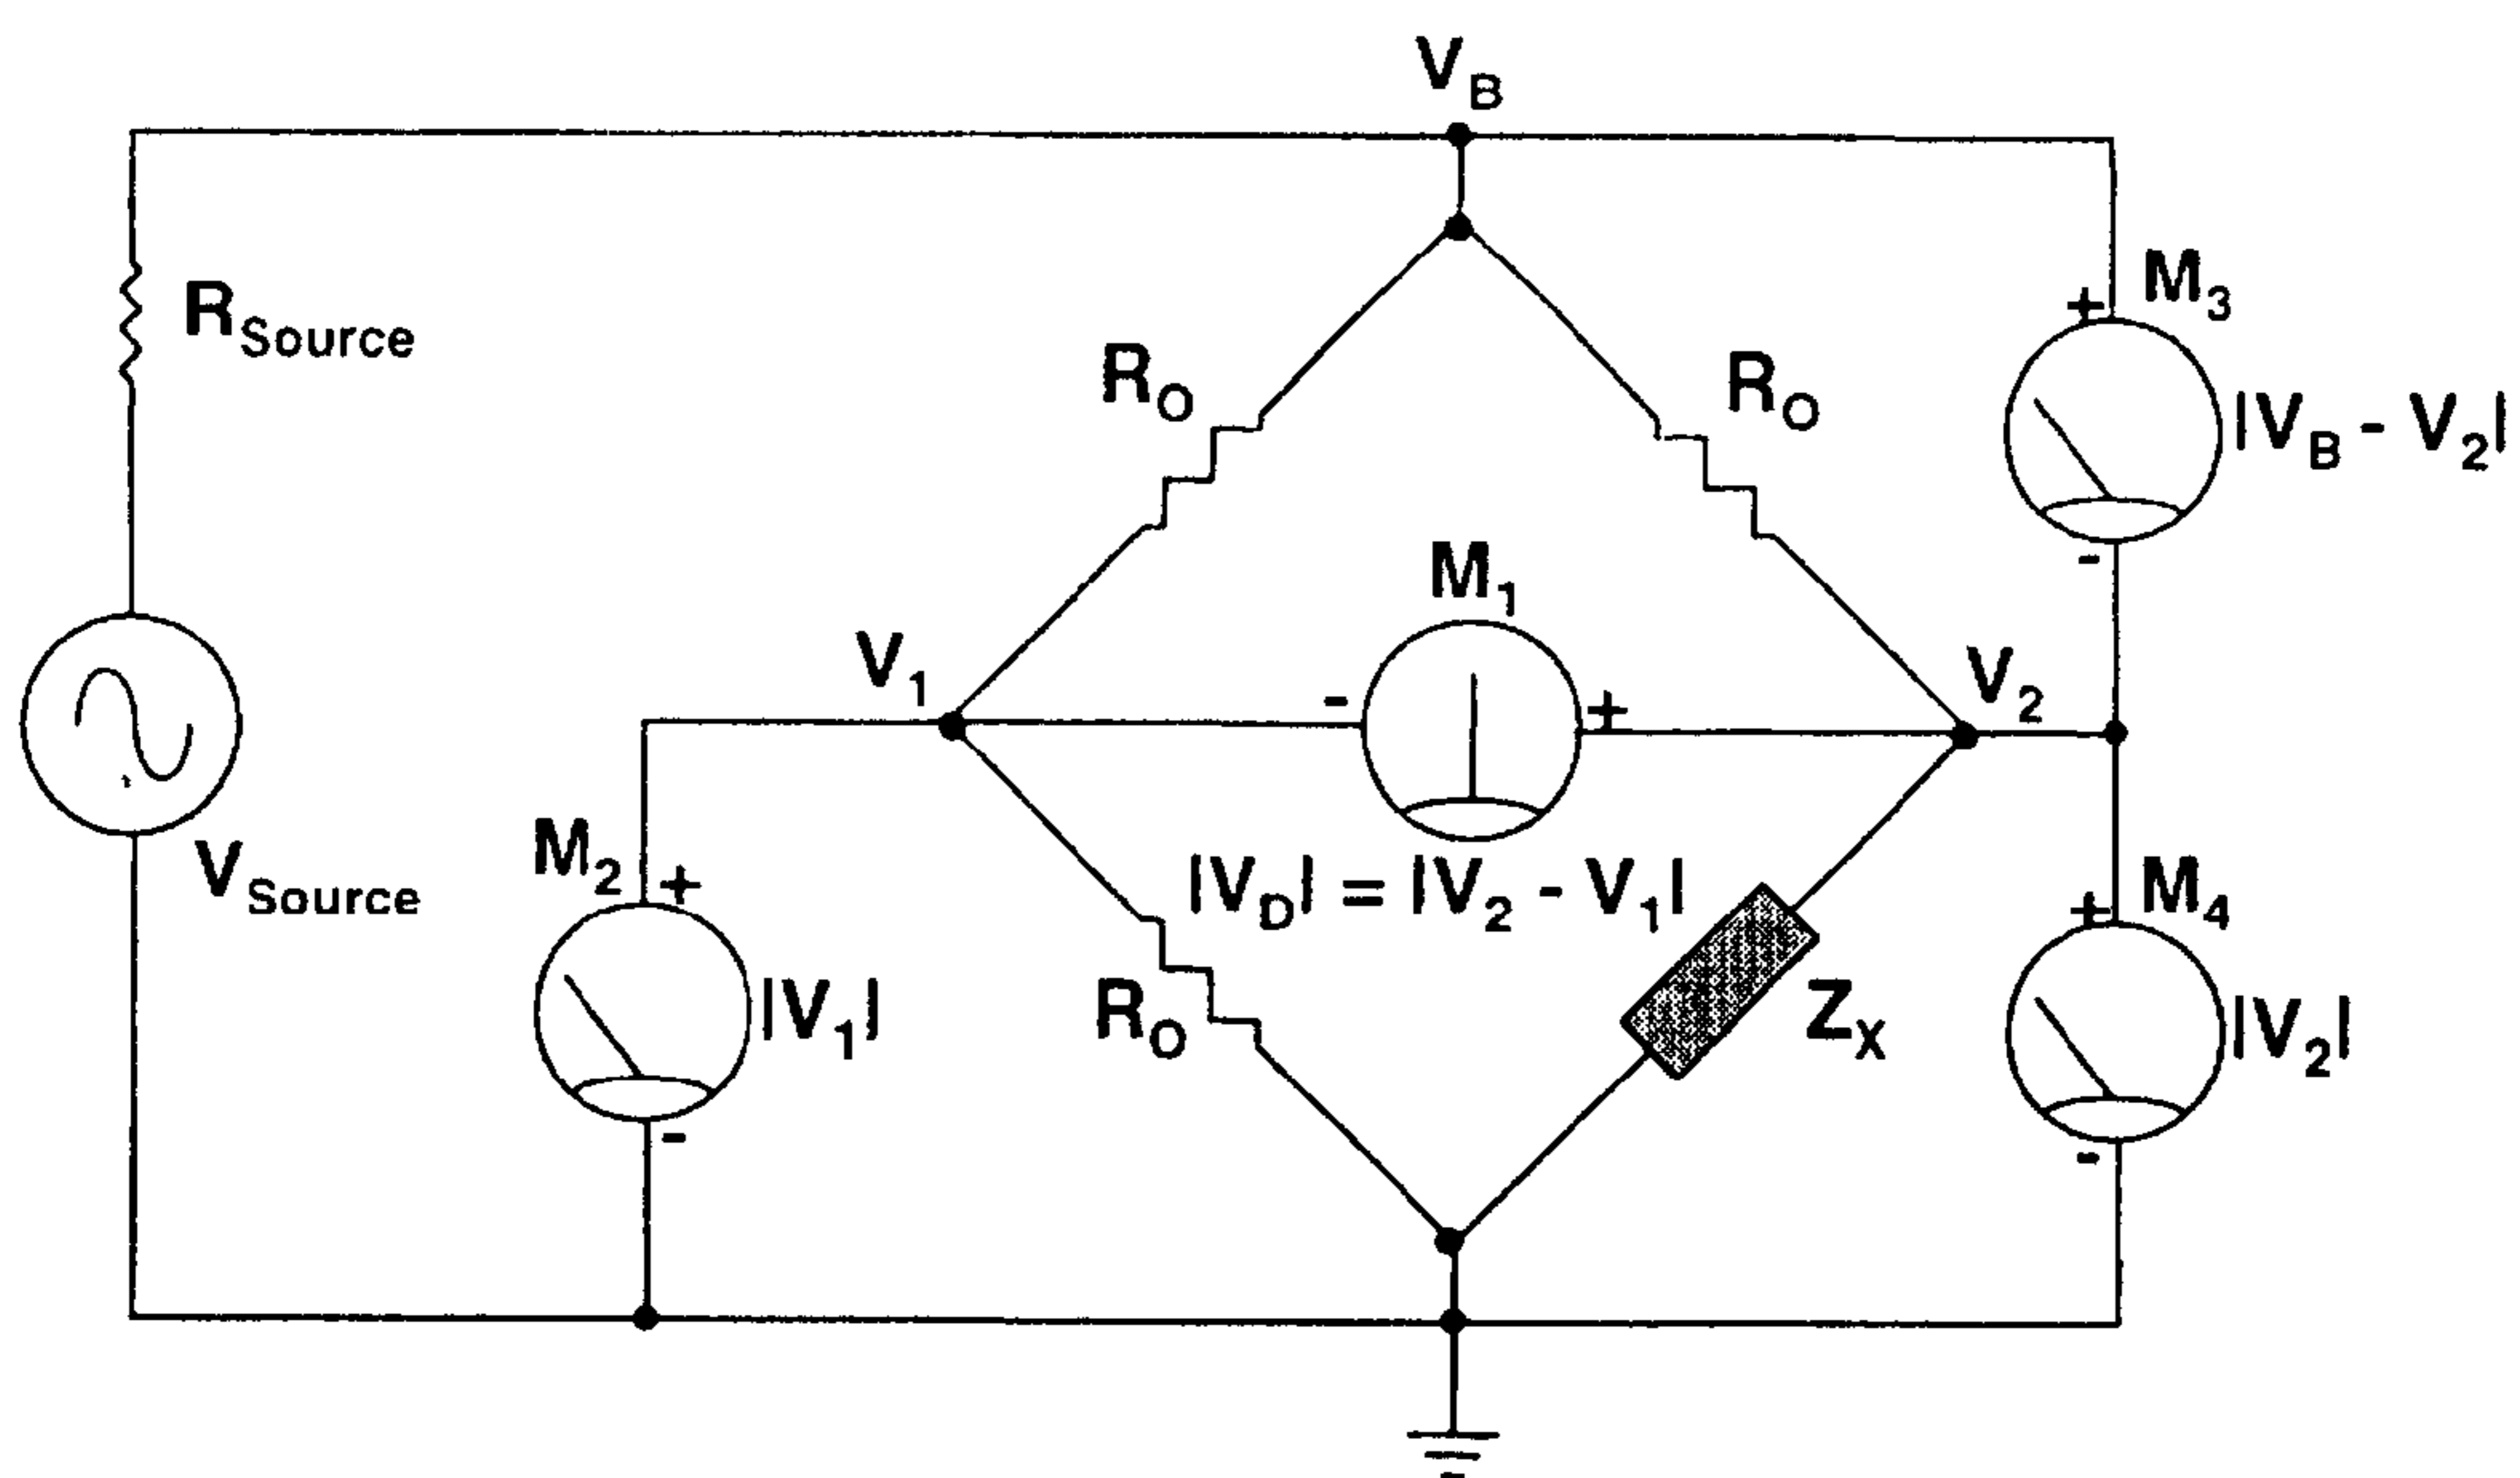 V_B
R_Source
M_3
+
|V_B - V_2|
-
R_O
R_O
M_1
V_1
-
+
V_2
V_Source
M_2
+
|V_1|
-
|V_D| = |V_2 - V_1|
M_4
+
|V_2|
-
R_O
Z_X